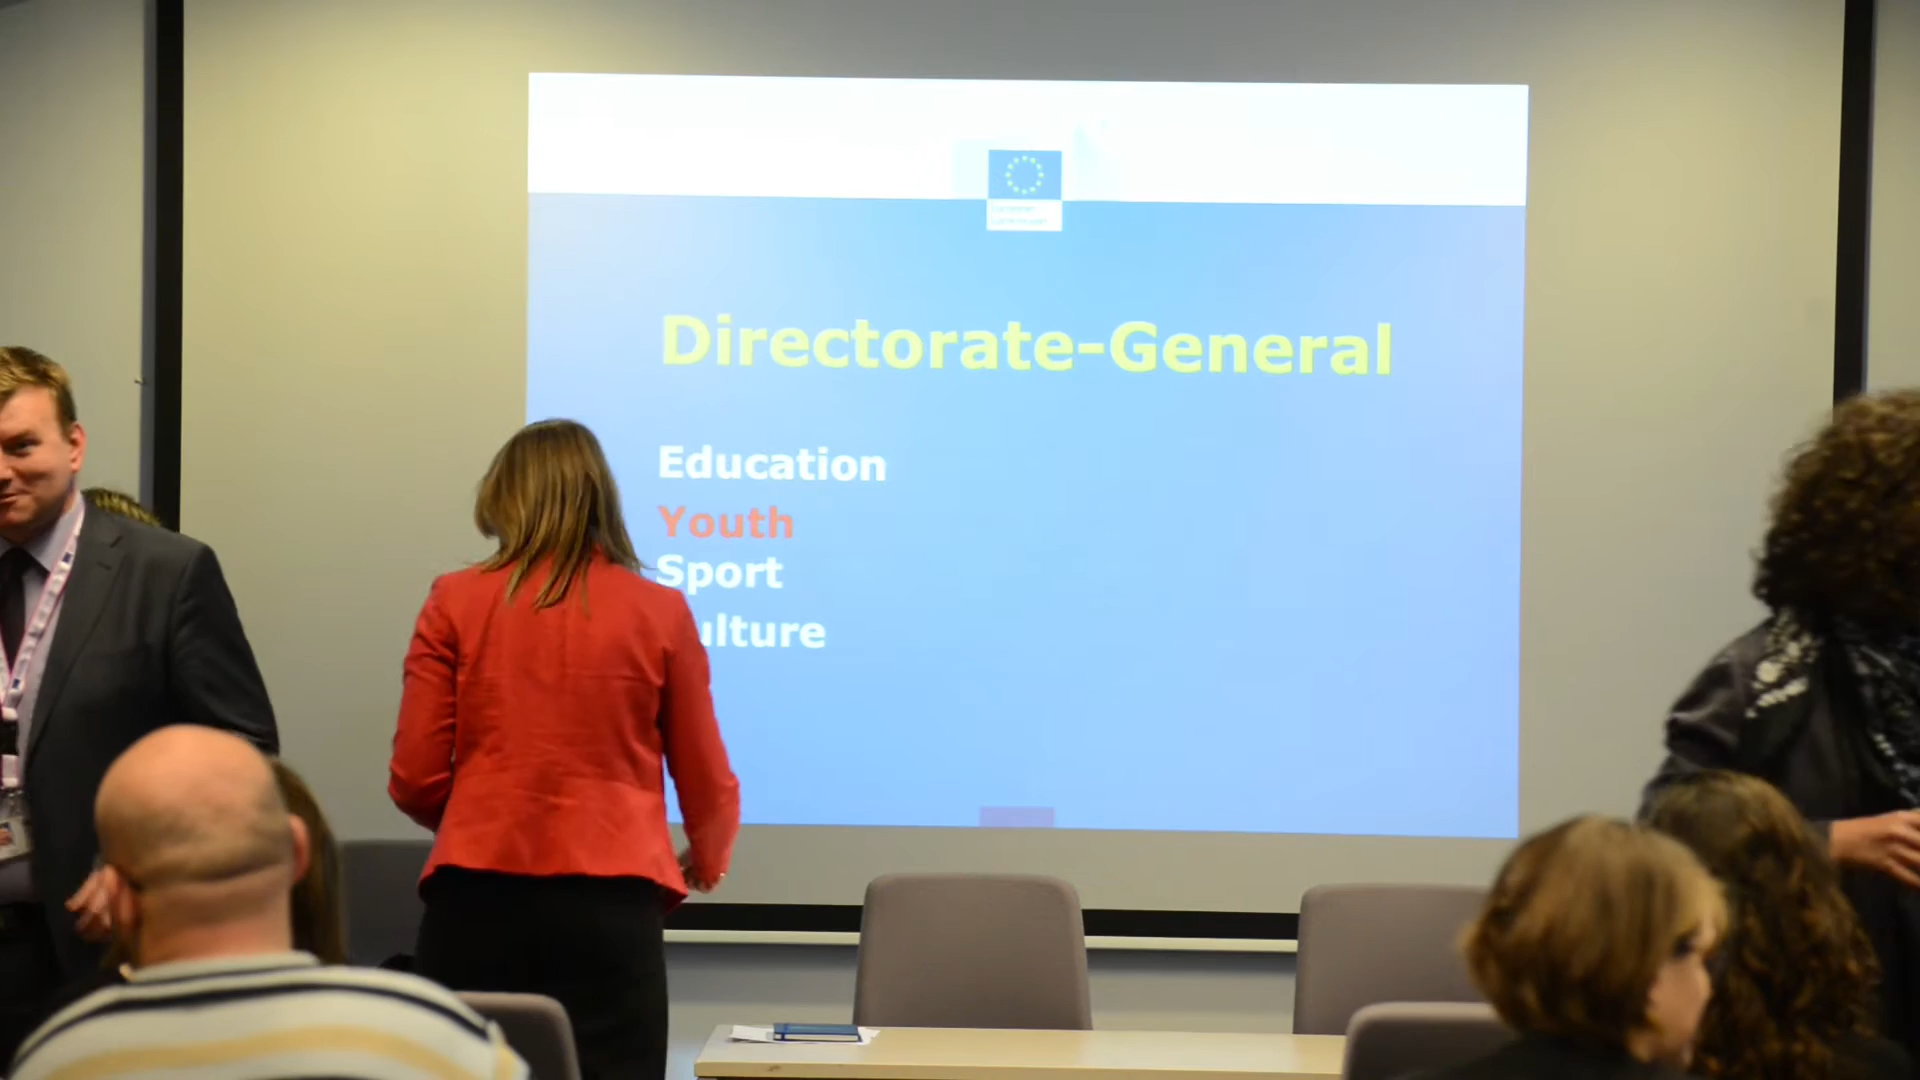 Directorate-General
Education
Youth
Sport
ulture